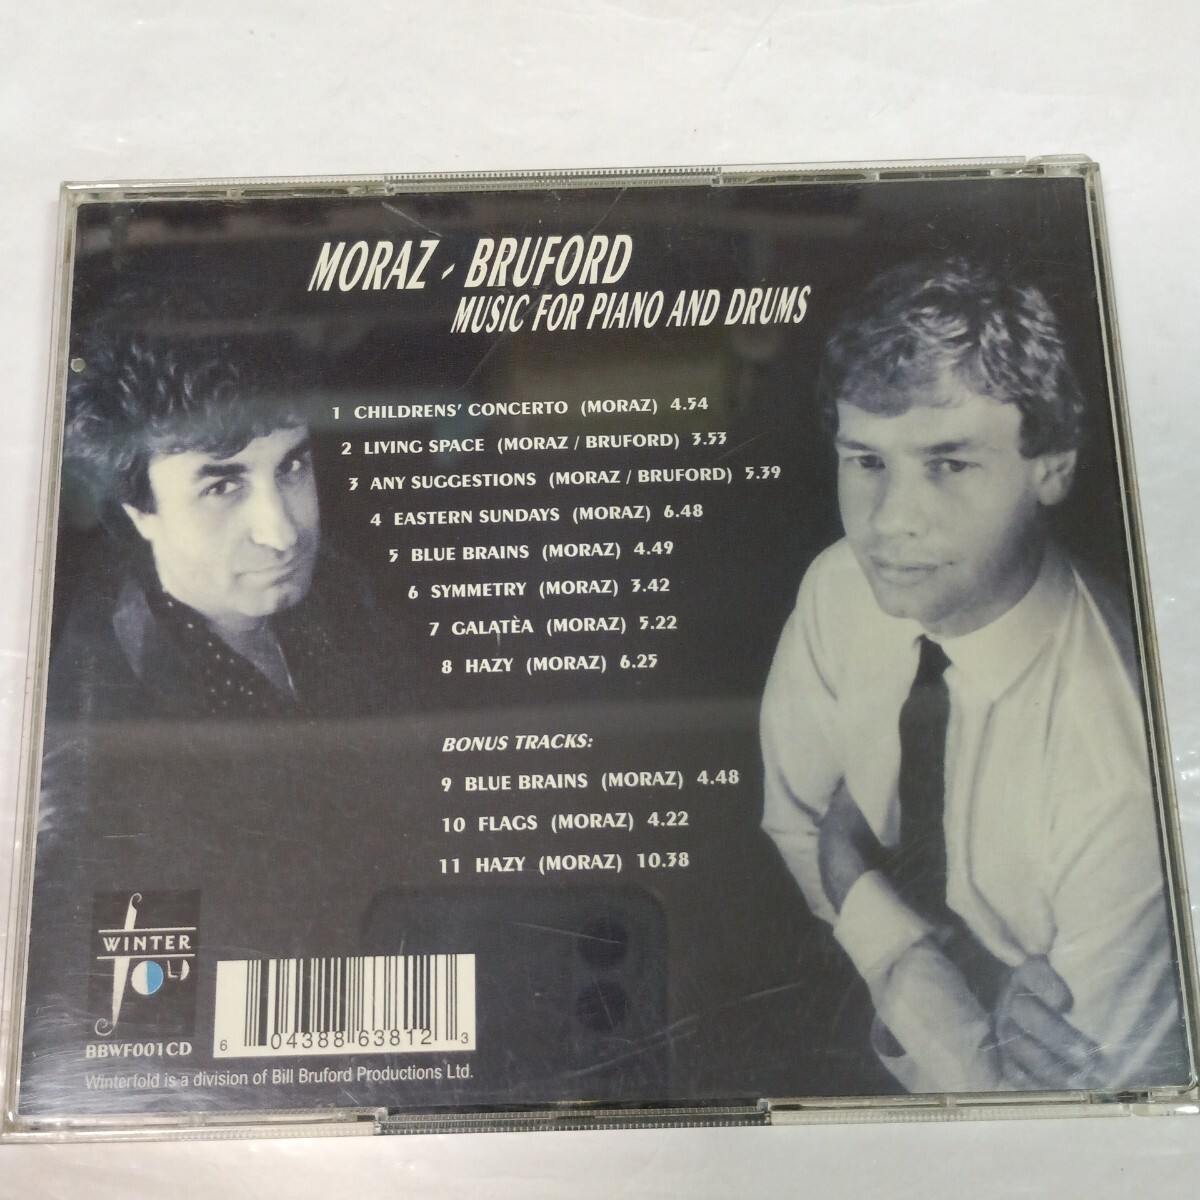 MORAZ - BRUFORD
MUSIC FOR PIANO AND DRUMS
1 CHILDRENS' CONCERTO (MORAZ) 4.54
2 LIVING SPACE (MORAZ / BRUFORD) 3.53
3 ANY SUGGESTIONS (MORAZ / BRUFORD) 5.39
4 EASTERN SUNDAYS (MORAZ) 6.48
5 BLUE BRAINS (MORAZ) 4.49
6 SYMMETRY (MORAZ) 3.42
7 GALATÈA (MORAZ) 5.22
8 HAZY (MORAZ) 6.25
BONUS TRACKS:
9 BLUE BRAINS (MORAZ) 4.48
10 FLAGS (MORAZ) 4.22
11 HAZY (MORAZ) 10.38
WINTER
fOLD
BBWF001CD
6 04388 63812 3
Winterfold is a division of Bill Bruford Productions Ltd.